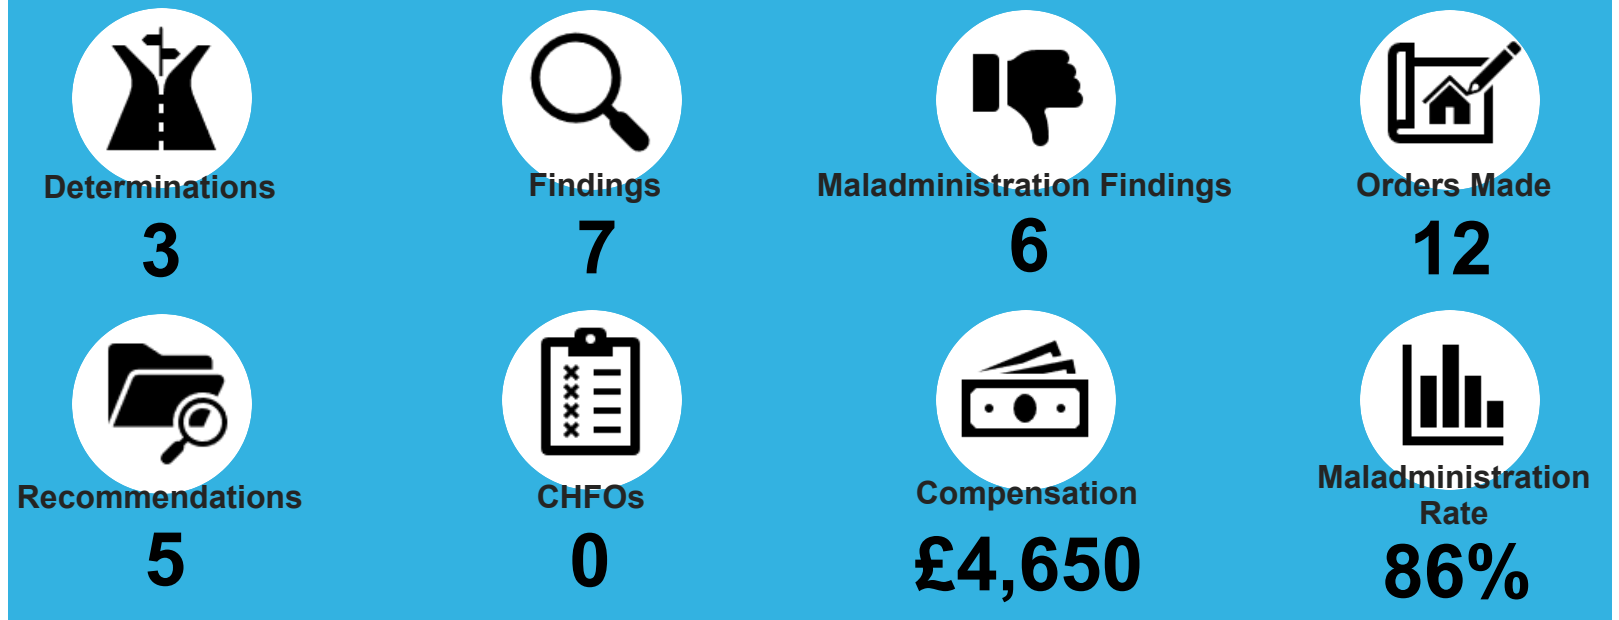 Determinations
3
Findings
7
Maladministration Findings
6
Orders Made
12
Recommendations
5
CHFOs
0
Compensation
£4,650
Maladministration
Rate
86%